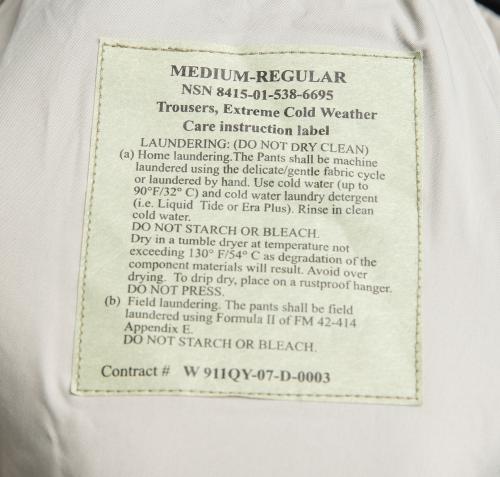 MEDIUM-REGULAR
NSN 8415-01-538-6695
Trousers, Extreme Cold Weather
Care instruction label
LAUNDERING: (DO NOT DRY CLEAN)
(a) Home laundering.The Pants shall be machine
laundered using the delicate/gentle fabric cycle
or laundered by hand. Use cold water (up to
90°F/32° C) and cold water laundry detergent
(i.e. Liquid Tide or Era Plus). Rinse in clean
cold water.
DO NOT STARCH OR BLEACH.
Dry in a tumble dryer at temperature not
exceeding 130° F/54° C as degradation of the
component materials will result. Avoid over
drying. To drip dry, place on a rustproof hanger.
DO NOT PRESS.
(b) Field laundering. The pants shall be field
laundered using Formula II of FM 42-414
Appendix E.
DO NOT STARCH OR BLEACH.
Contract # W 911QY-07-D-0003